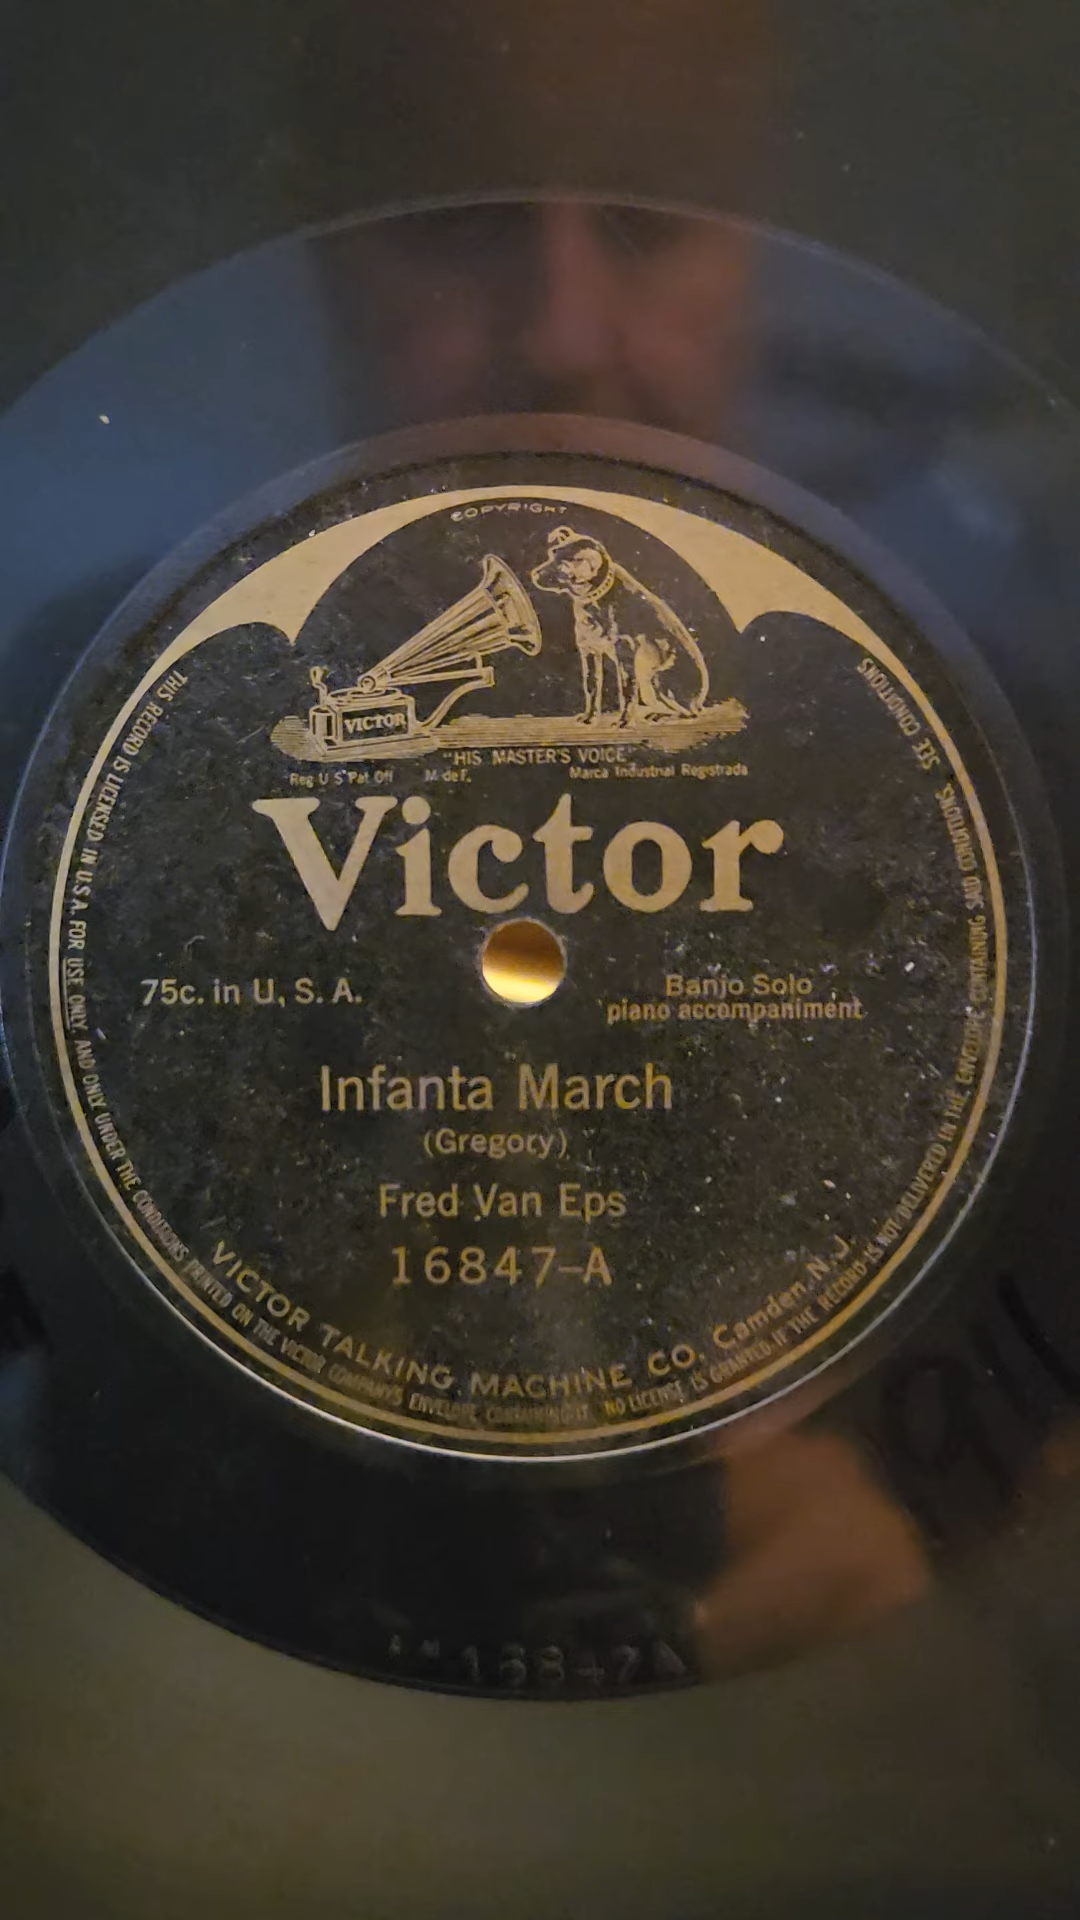 COPYRIGHT
VICTOR
"HIS MASTER'S VOICE"
Reg U S Pat Off M de F. Marca Industrial Registrada
Victor
75c. in U. S. A.
Banjo Solo
piano accompaniment
Infanta March
(Gregory)
Fred Van Eps
16847-A
VICTOR TALKING MACHINE CO. Camden, N.J.
THIS RECORD IS LICENSED IN U.S.A. FOR USE ONLY, AND ONLY UNDER THE CONDITIONS PRINTED ON THE VICTOR COMPANY'S ENVELOPE CONTAINING IT. NO LICENSE IS GRANTED IF THE RECORD IS NOT DELIVERED IN THE ENVELOPE CONTAINING SAID CONDITIONS. SEE CONDITIONS